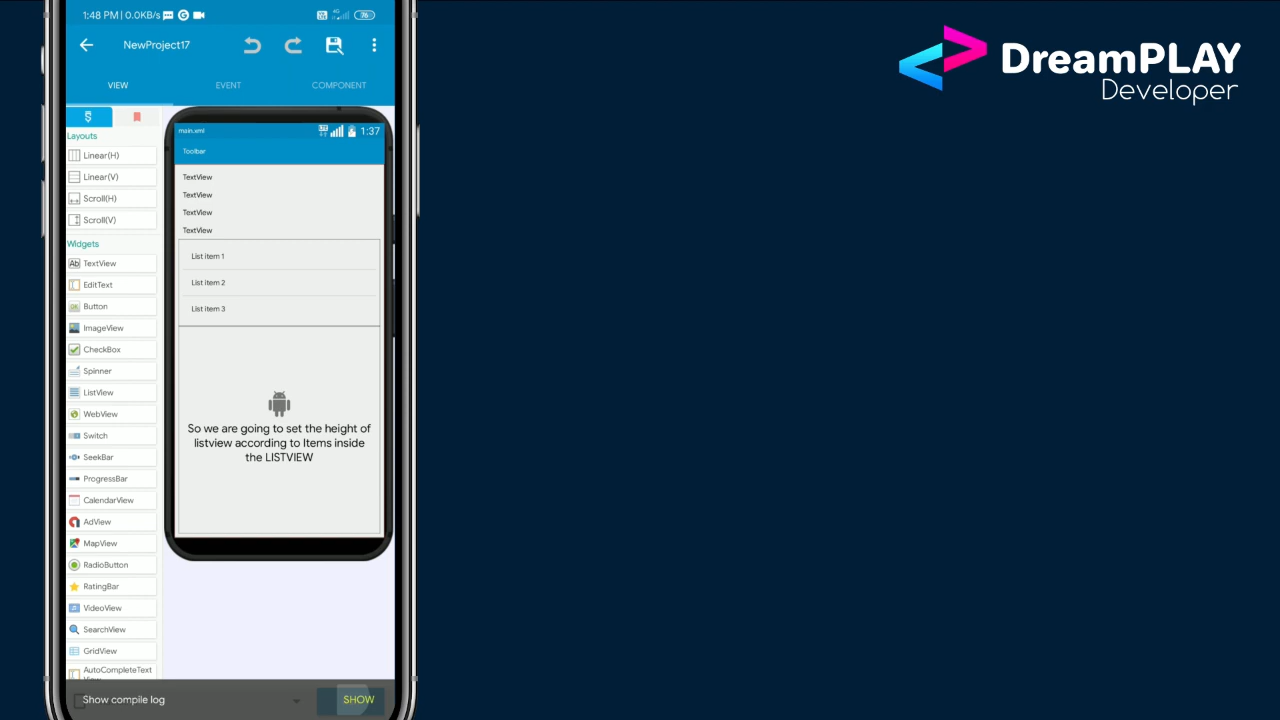 1:48 PM | 0.0KB/s
76
NewProject17
VIEW
EVENT
COMPONENT
Layouts
Linear(H)
Linear(V)
Scroll(H)
Scroll(V)
Widgets
Ab TextView
EditText
OK Button
ImageView
CheckBox
Spinner
ListView
WebView
Switch
SeekBar
ProgressBar
CalendarView
AdView
MapView
RadioButton
RatingBar
VideoView
SearchView
GridView
AutoCompleteText
main.xml
1:37
Toolbar
TextView
TextView
TextView
TextView
List item 1
List item 2
List item 3
So we are going to set the height of
listview according to Items inside
the LISTVIEW
Show compile log
SHOW
DreamPLAY
Developer